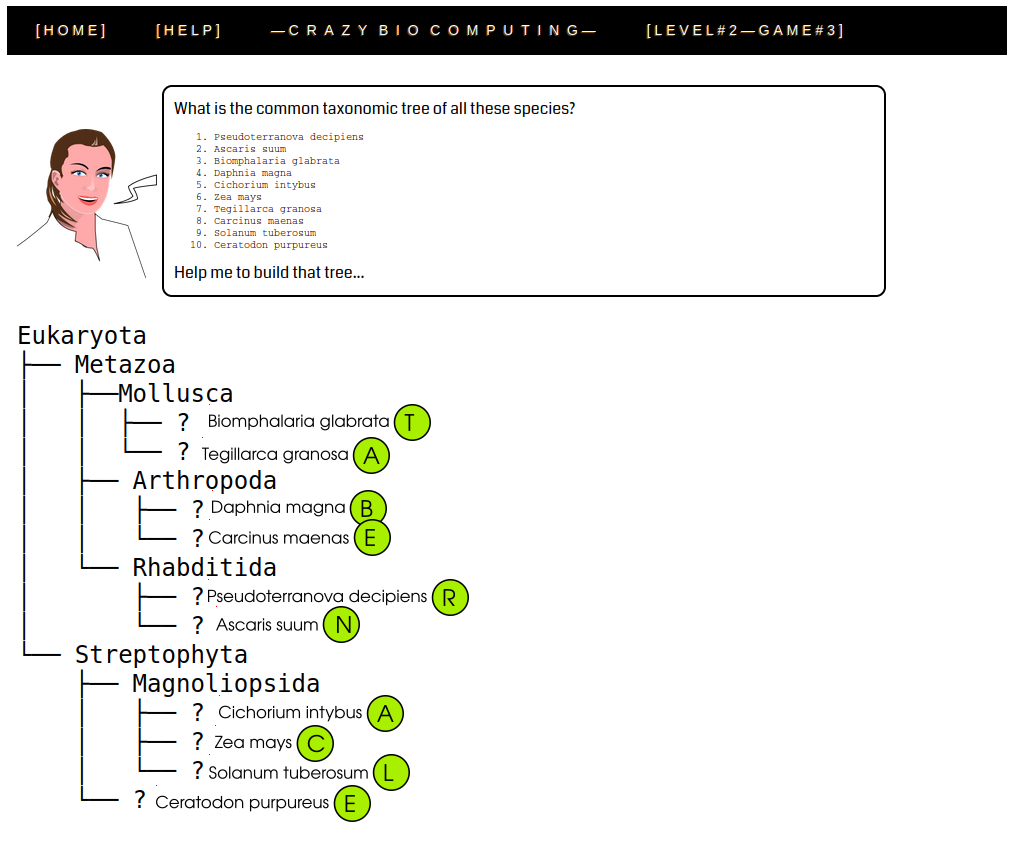 [HOME] [HELP] —CRAZY BIO COMPUTING— [LEVEL#2—GAME#3]
What is the common taxonomic tree of all these species?
1. Pseudoterranova decipiens
2. Ascaris suum
3. Biomphalaria glabrata
4. Daphnia magna
5. Cichorium intybus
6. Zea mays
7. Tegillarca granosa
8. Carcinus maenas
9. Solanum tuberosum
10. Ceratodon purpureus
Help me to build that tree...
Eukaryota
├── Metazoa
│   ├──Mollusca
│   │  ├── ? Biomphalaria glabrata T
│   │  └── ? Tegillarca granosa A
│   ├── Arthropoda
│   │   ├── ? Daphnia magna B
│   │   └── ? Carcinus maenas E
│   └── Rhabditida
│       ├── ? Pseudoterranova decipiens R
│       └── ? Ascaris suum N
└── Streptophyta
    ├── Magnoliopsida
    │   ├── ? Cichorium intybus A
    │   ├── ? Zea mays C
    │   └── ? Solanum tuberosum L
    └── ? Ceratodon purpureus E